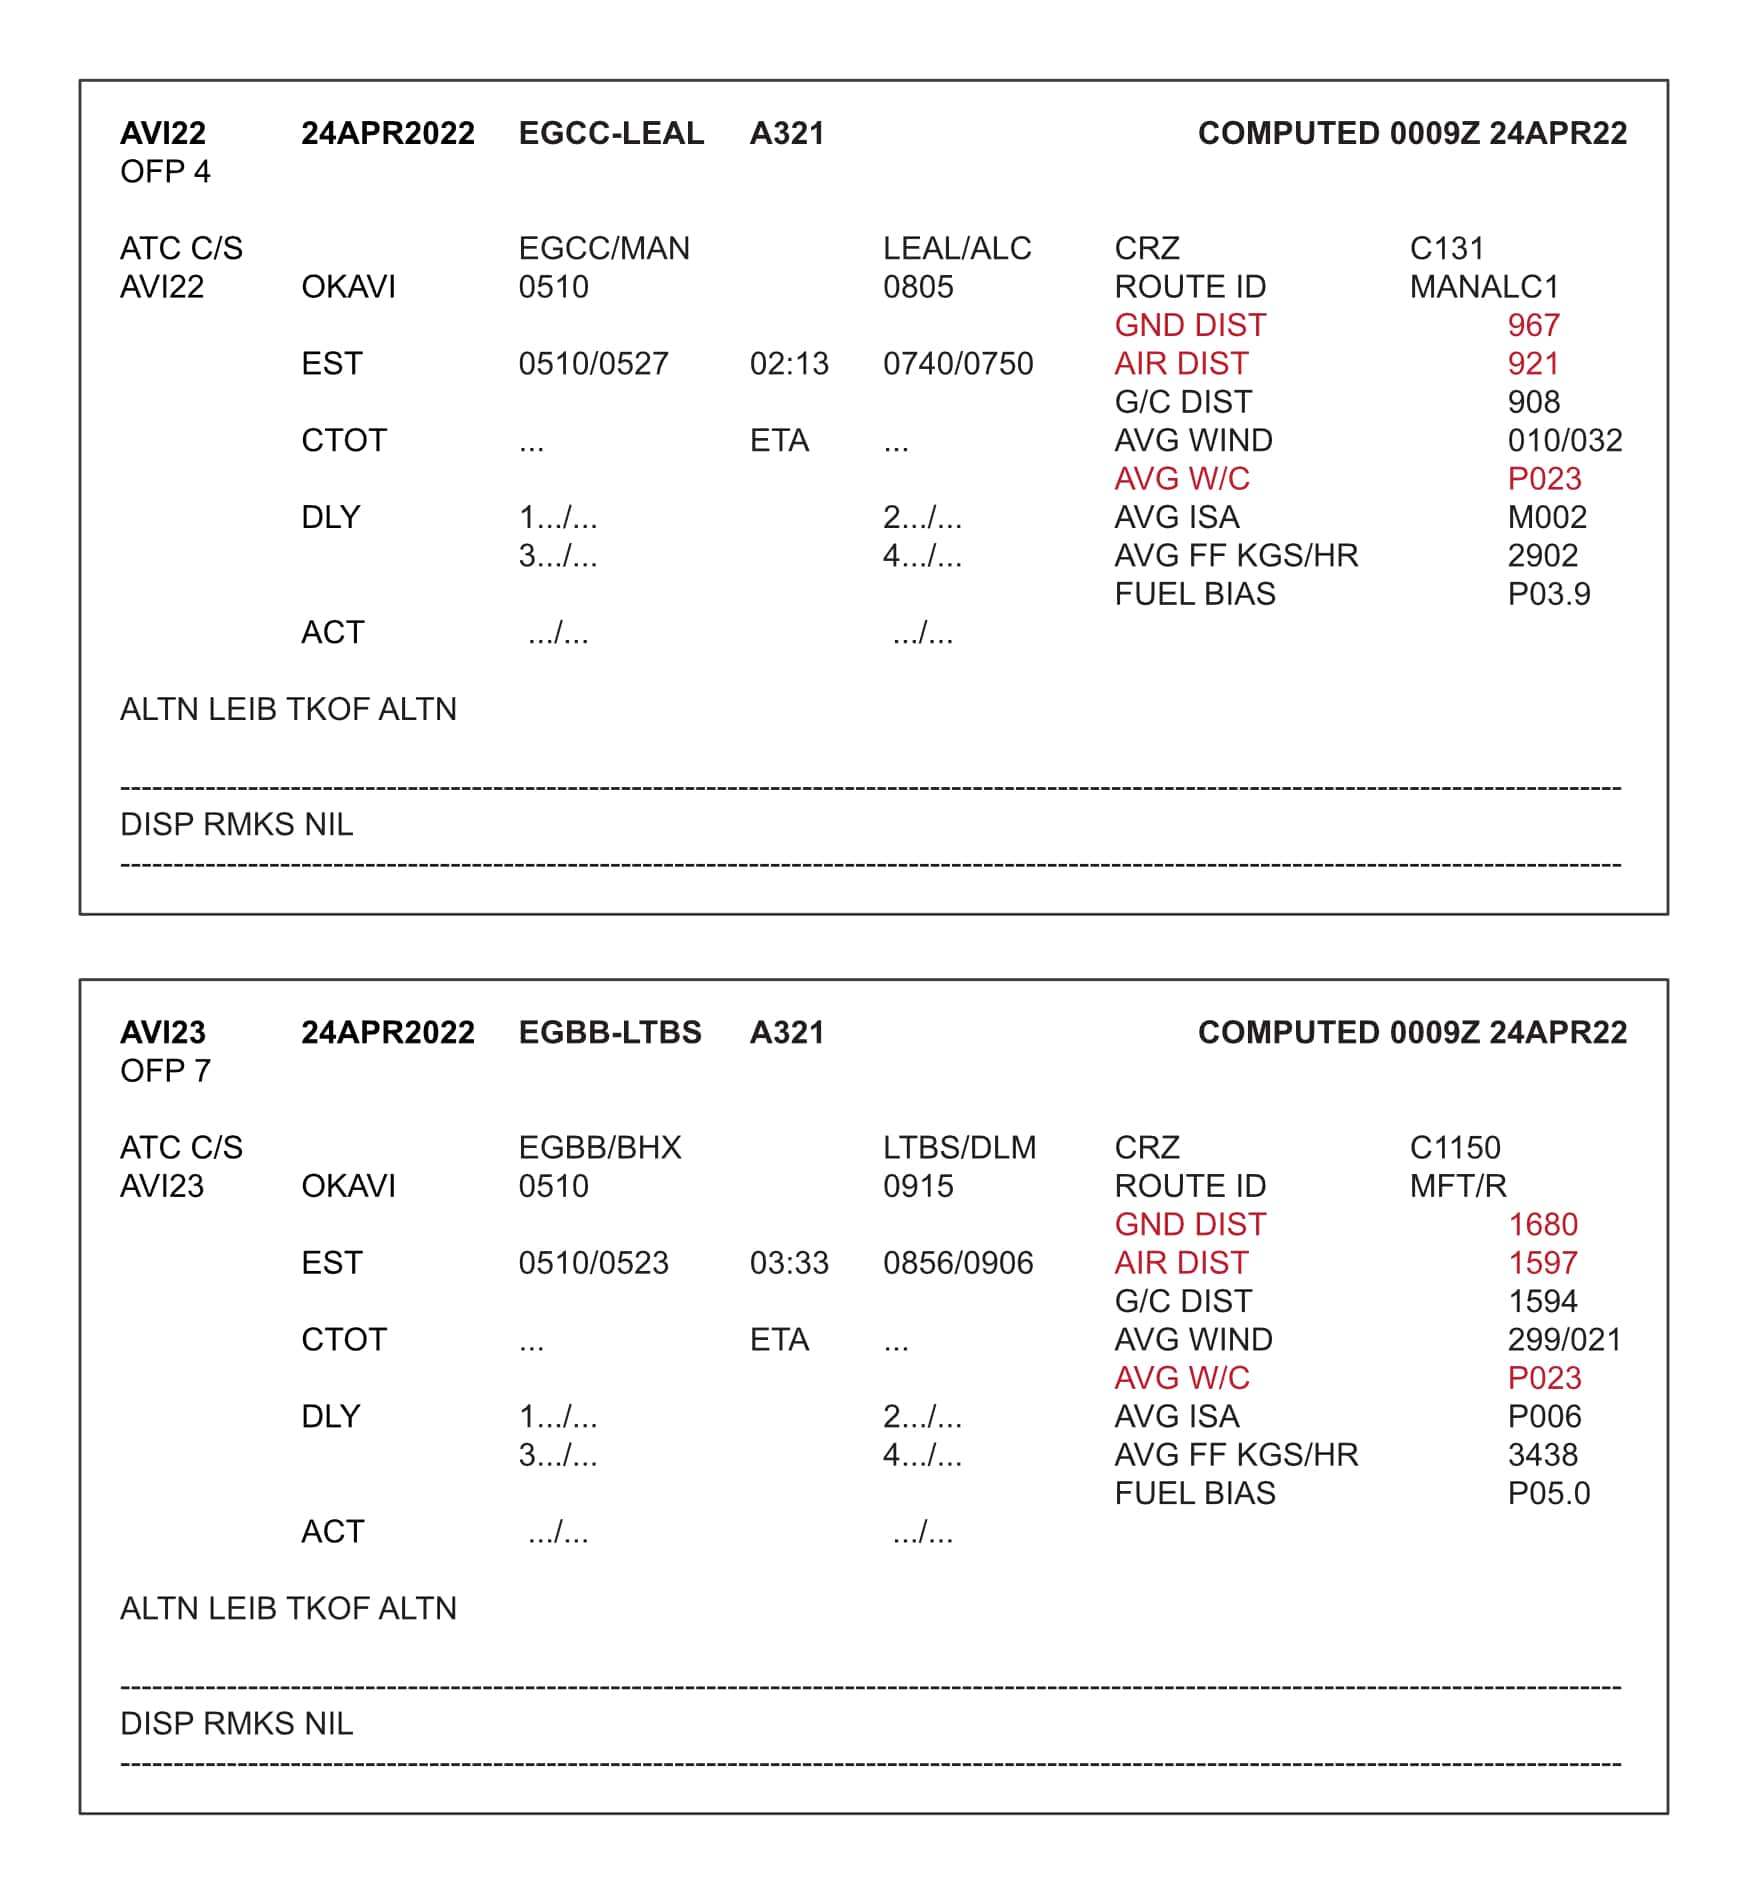 AVI22 24APR2022 EGCC-LEAL A321 COMPUTED 0009Z 24APR22
OFP 4
ATC C/S EGCC/MAN LEAL/ALC CRZ C131
AVI22 OKAVI 0510 0805 ROUTE ID MANALC1
GND DIST 967
EST 0510/0527 02:13 0740/0750 AIR DIST 921
G/C DIST 908
CTOT ... ETA ... AVG WIND 010/032
AVG W/C P023
DLY 1.../... 2.../... AVG ISA M002
3.../... 4.../... AVG FF KGS/HR 2902
FUEL BIAS P03.9
ACT .../... .../...
ALTN LEIB TKOF ALTN
DISP RMKS NIL
AVI23 24APR2022 EGBB-LTBS A321 COMPUTED 0009Z 24APR22
OFP 7
ATC C/S EGBB/BHX LTBS/DLM CRZ C1150
AVI23 OKAVI 0510 0915 ROUTE ID MFT/R
GND DIST 1680
EST 0510/0523 03:33 0856/0906 AIR DIST 1597
G/C DIST 1594
CTOT ... ETA ... AVG WIND 299/021
AVG W/C P023
DLY 1.../... 2.../... AVG ISA P006
3.../... 4.../... AVG FF KGS/HR 3438
FUEL BIAS P05.0
ACT .../... .../...
ALTN LEIB TKOF ALTN
DISP RMKS NIL